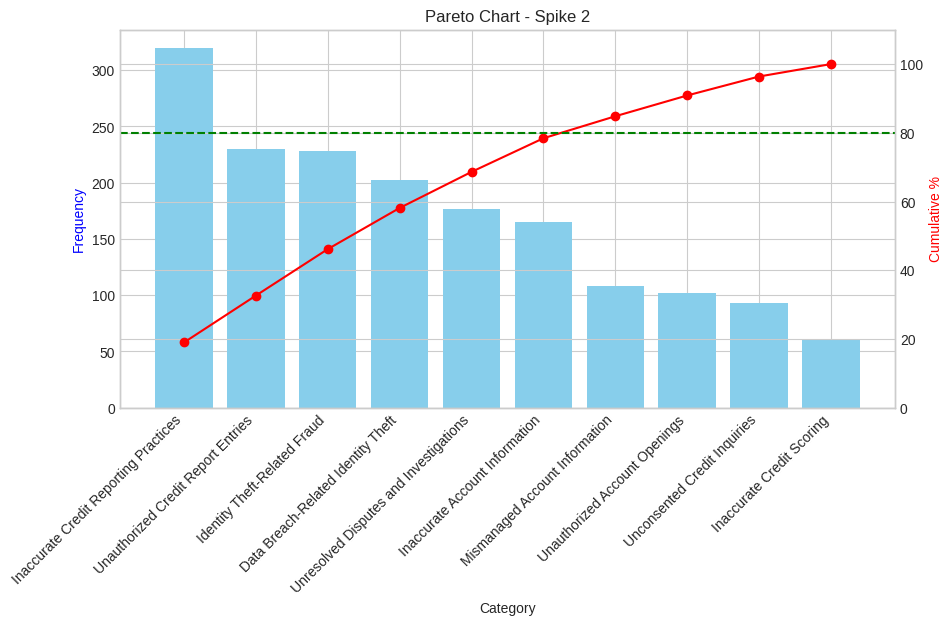 Pareto Chart - Spike 2
Frequency
300
250
200
150
100
50
0
100
80
60
40
20
0
Cumulative %
Inaccurate Credit Reporting Practices
Unauthorized Credit Report Entries
Identity Theft-Related Fraud
Data Breach-Related Identity Theft
Unresolved Disputes and Investigations
Inaccurate Account Information
Mismanaged Account Information
Unauthorized Account Openings
Unconsented Credit Inquiries
Inaccurate Credit Scoring
Category